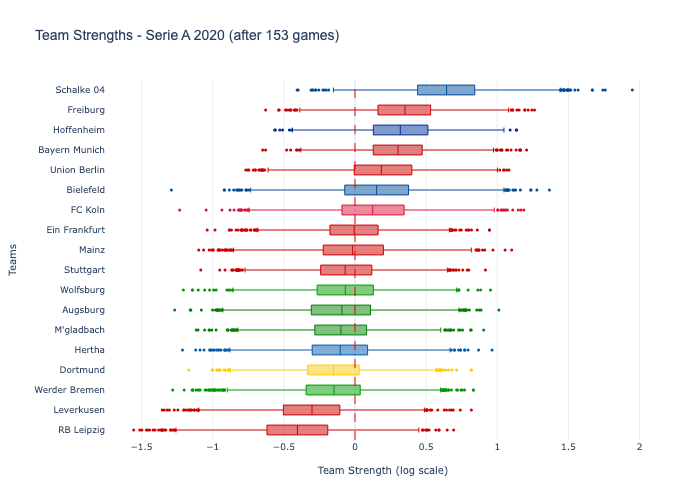 Team Strengths - Serie A 2020 (after 153 games)
Schalke 04
Freiburg
Hoffenheim
Bayern Munich
Union Berlin
Bielefeld
FC Koln
Ein Frankfurt
Mainz
Stuttgart
Wolfsburg
Augsburg
M'gladbach
Hertha
Dortmund
Werder Bremen
Leverkusen
RB Leipzig
Teams
−1.5 −1 −0.5 0 0.5 1 1.5 2
Team Strength (log scale)